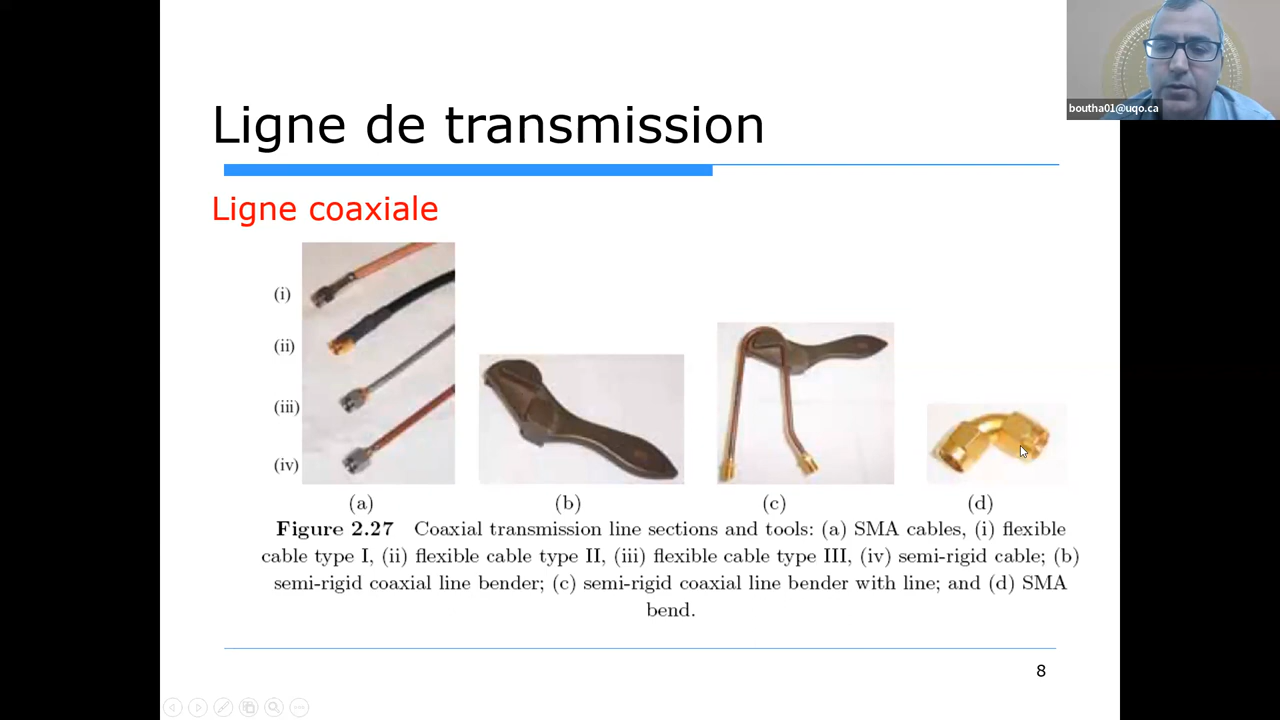 boutha01@uqo.ca
Ligne de transmission
Ligne coaxiale
(i)
(ii)
(iii)
(iv)
(a) (b) (c) (d)
Figure 2.27 Coaxial transmission line sections and tools: (a) SMA cables, (i) flexible
cable type I, (ii) flexible cable type II, (iii) flexible cable type III, (iv) semi-rigid cable; (b)
semi-rigid coaxial line bender; (c) semi-rigid coaxial line bender with line; and (d) SMA
bend.
8